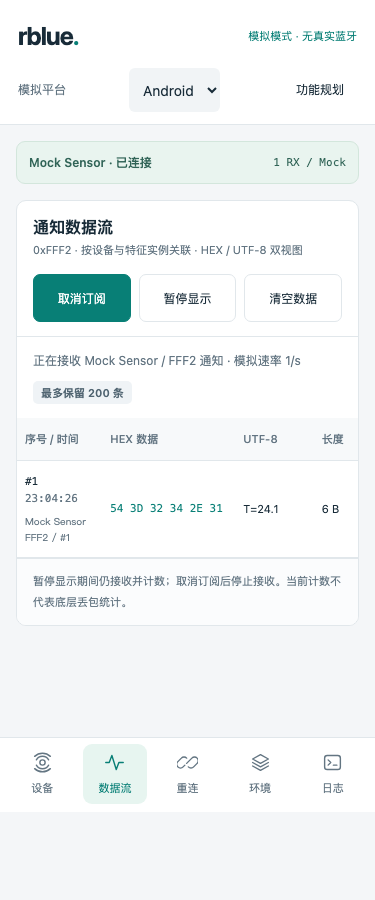 rblue.
模拟模式 · 无真实蓝牙
模拟平台
Android
功能规划
Mock Sensor · 已连接
1 RX / Mock
通知数据流
0xFFF2 · 按设备与特征实例关联 · HEX / UTF-8 双视图
取消订阅
暂停显示
清空数据
正在接收 Mock Sensor / FFF2 通知 · 模拟速率 1/s
最多保留 200 条
序号 / 时间
HEX 数据
UTF-8
长度
#1
23:04:26
Mock Sensor
FFF2 / #1
54 3D 32 34 2E 31
T=24.1
6 B
暂停显示期间仍接收并计数；取消订阅后停止接收。当前计数不
代表底层丢包统计。
设备
数据流
重连
环境
日志